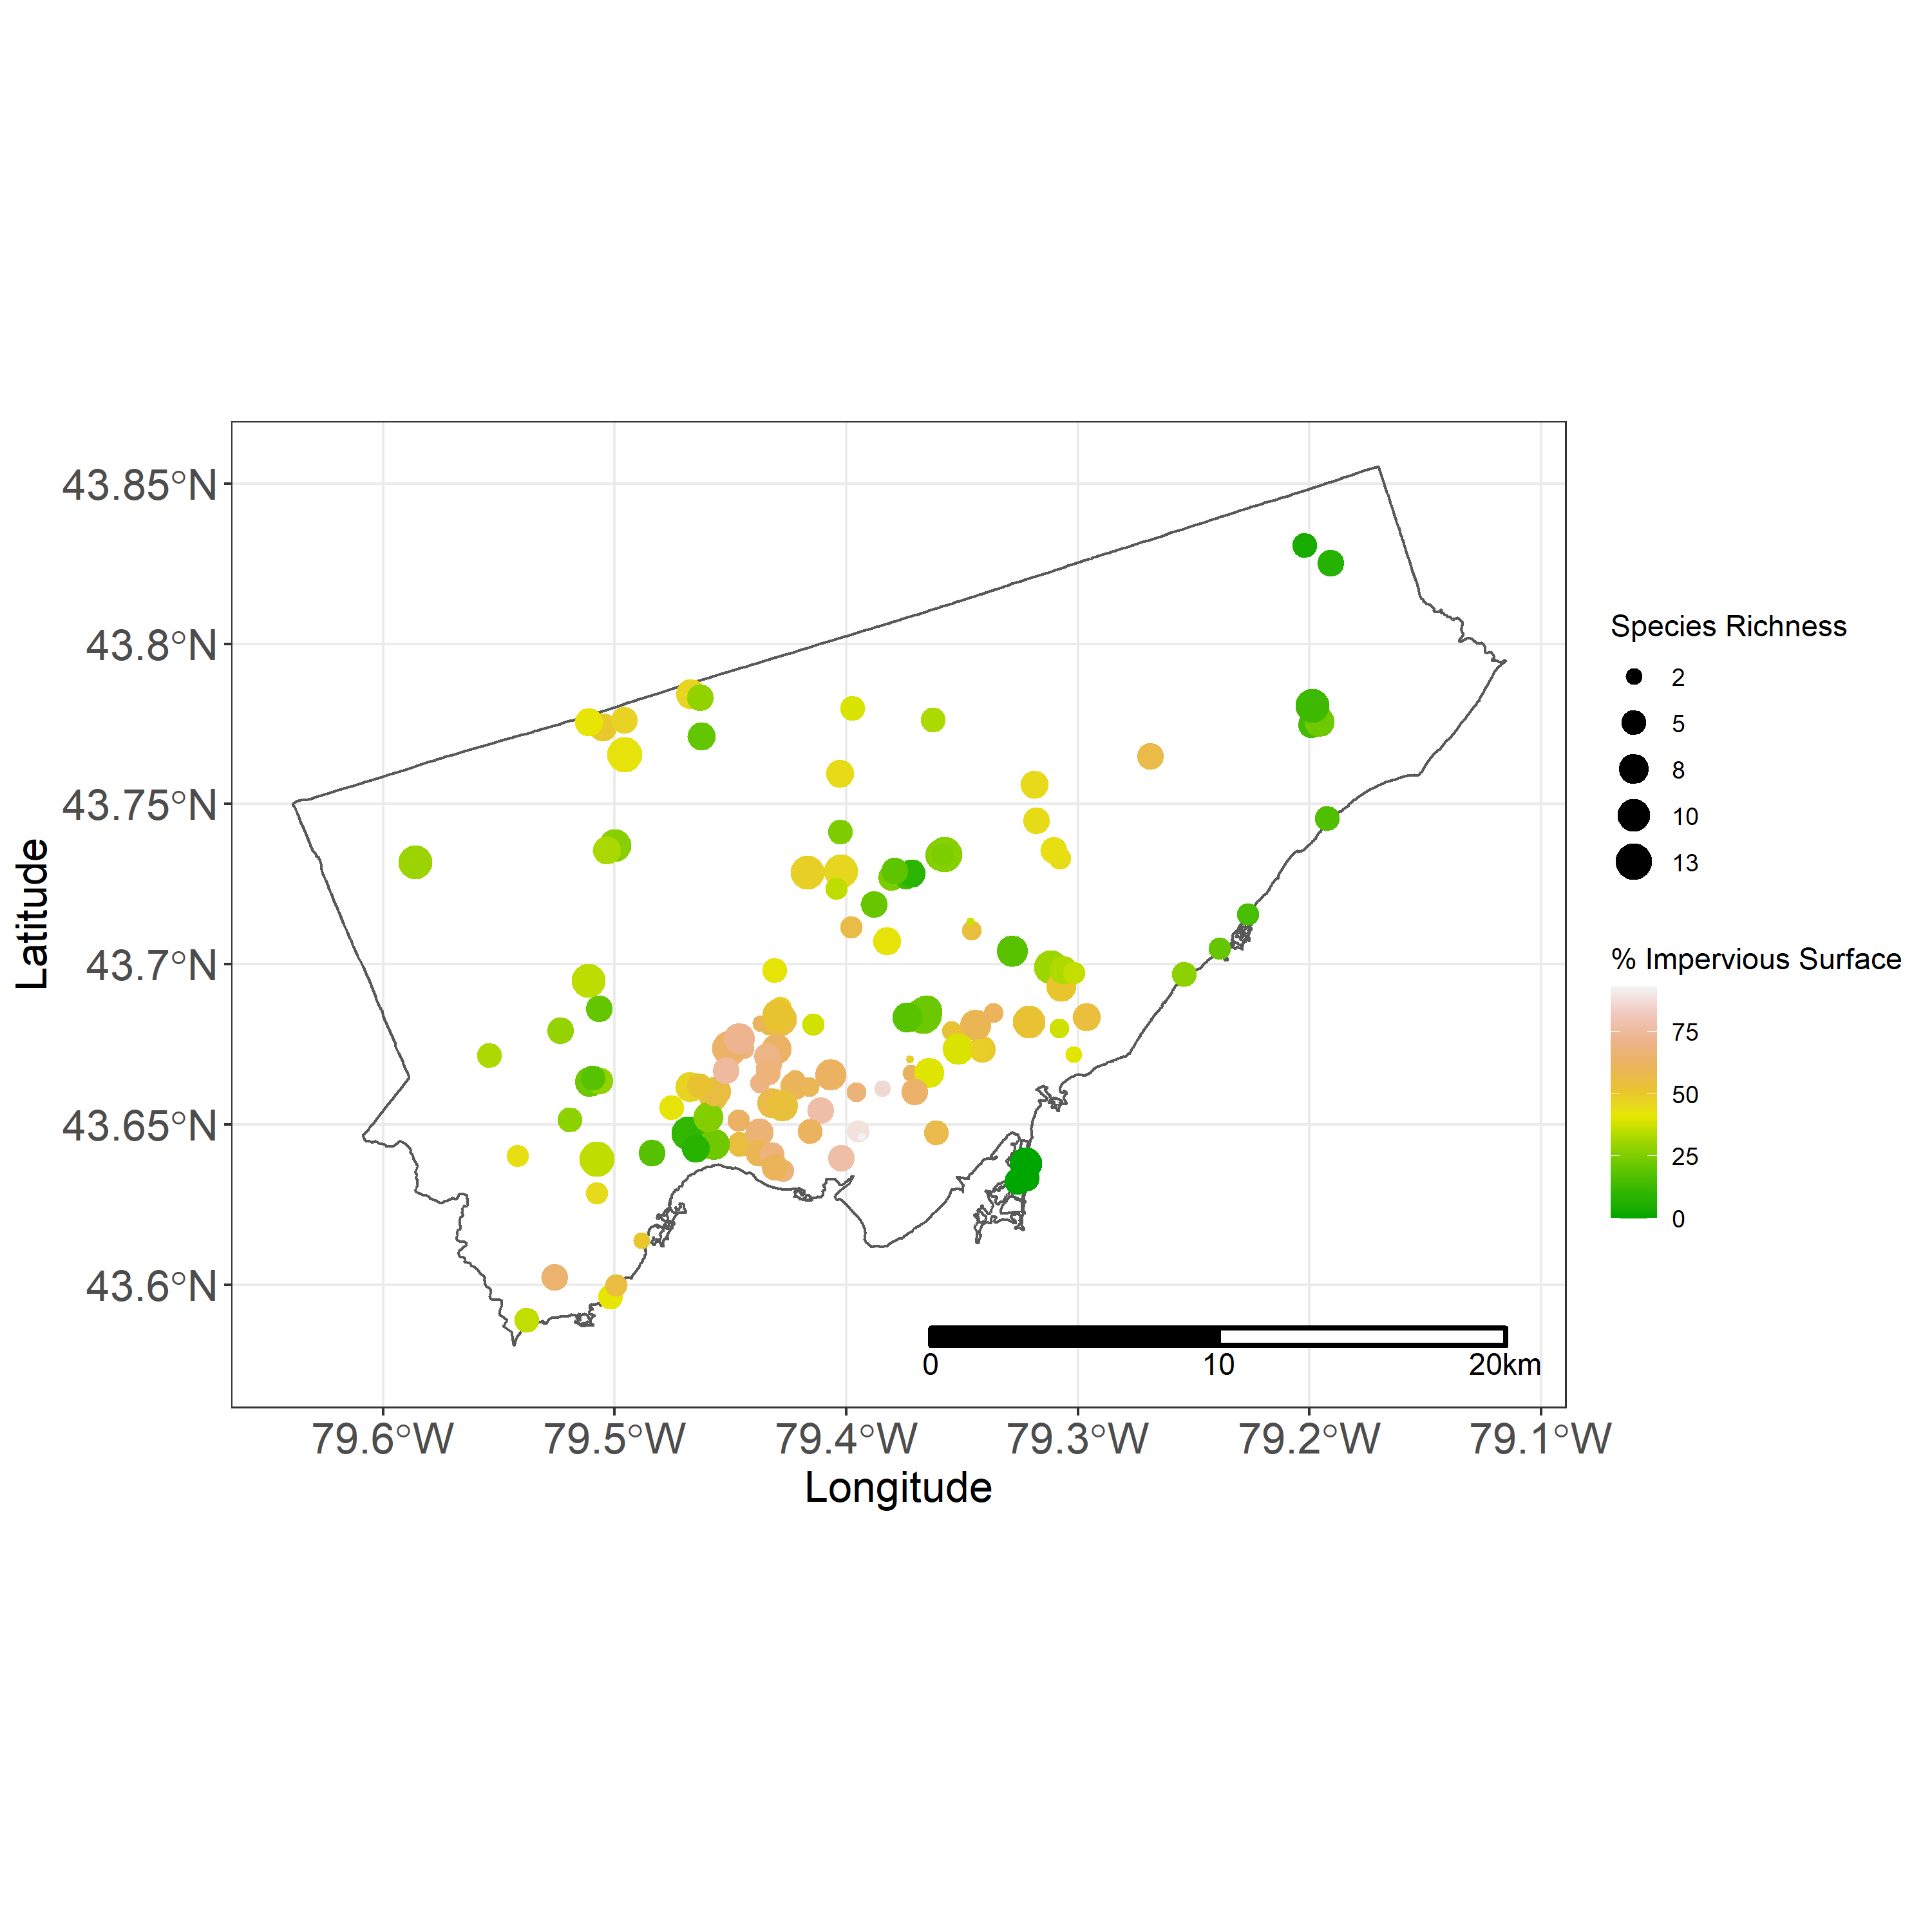 43.85°N
43.8°N
43.75°N
43.7°N
43.65°N
43.6°N
Latitude
79.6°W 79.5°W 79.4°W 79.3°W 79.2°W 79.1°W
Longitude
0 10 20km
Species Richness
2
5
8
10
13
% Impervious Surface
75
50
25
0